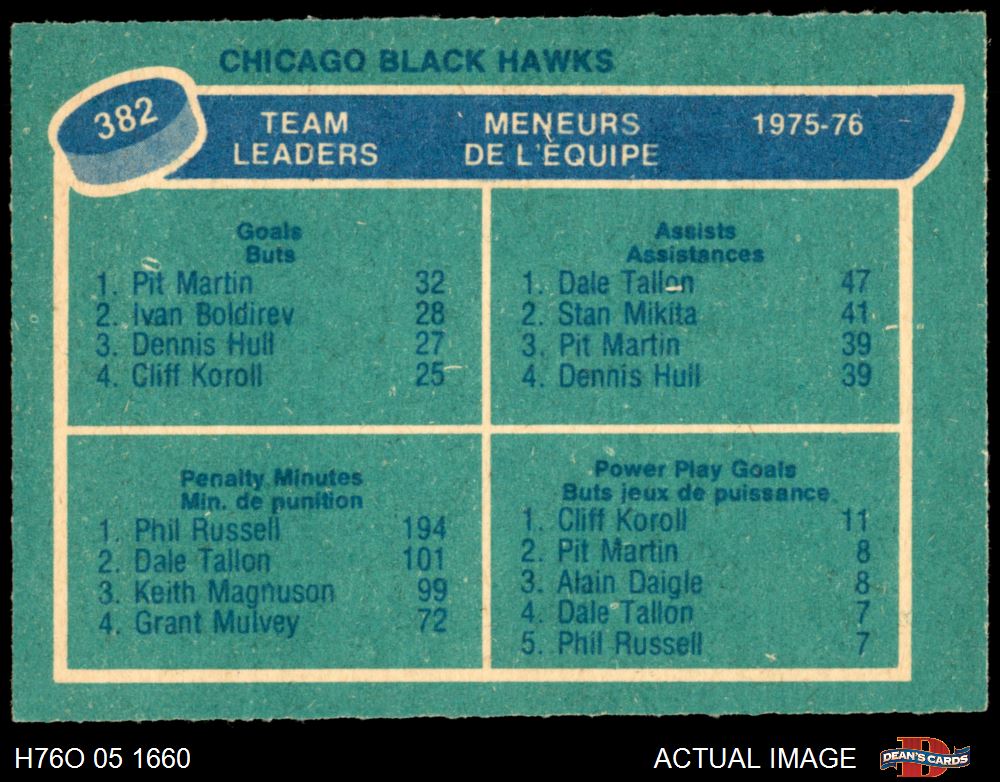 CHICAGO BLACK HAWKS
382
TEAM LEADERS
MENEURS DE L'ÉQUIPE
1975-76
Goals
Buts
1. Pit Martin 32
2. Ivan Boldirev 28
3. Dennis Hull 27
4. Cliff Koroll 25
Assists
Assistances
1. Dale Tallon 47
2. Stan Mikita 41
3. Pit Martin 39
4. Dennis Hull 39
Penalty Minutes
Min. de punition
1. Phil Russell 194
2. Dale Tallon 101
3. Keith Magnuson 99
4. Grant Mulvey 72
Power Play Goals
Buts jeux de puissance
1. Cliff Koroll 11
2. Pit Martin 8
3. Alain Daigle 8
4. Dale Tallon 7
5. Phil Russell 7
H76O 05 1660
ACTUAL IMAGE
D
DEAN'S CARDS